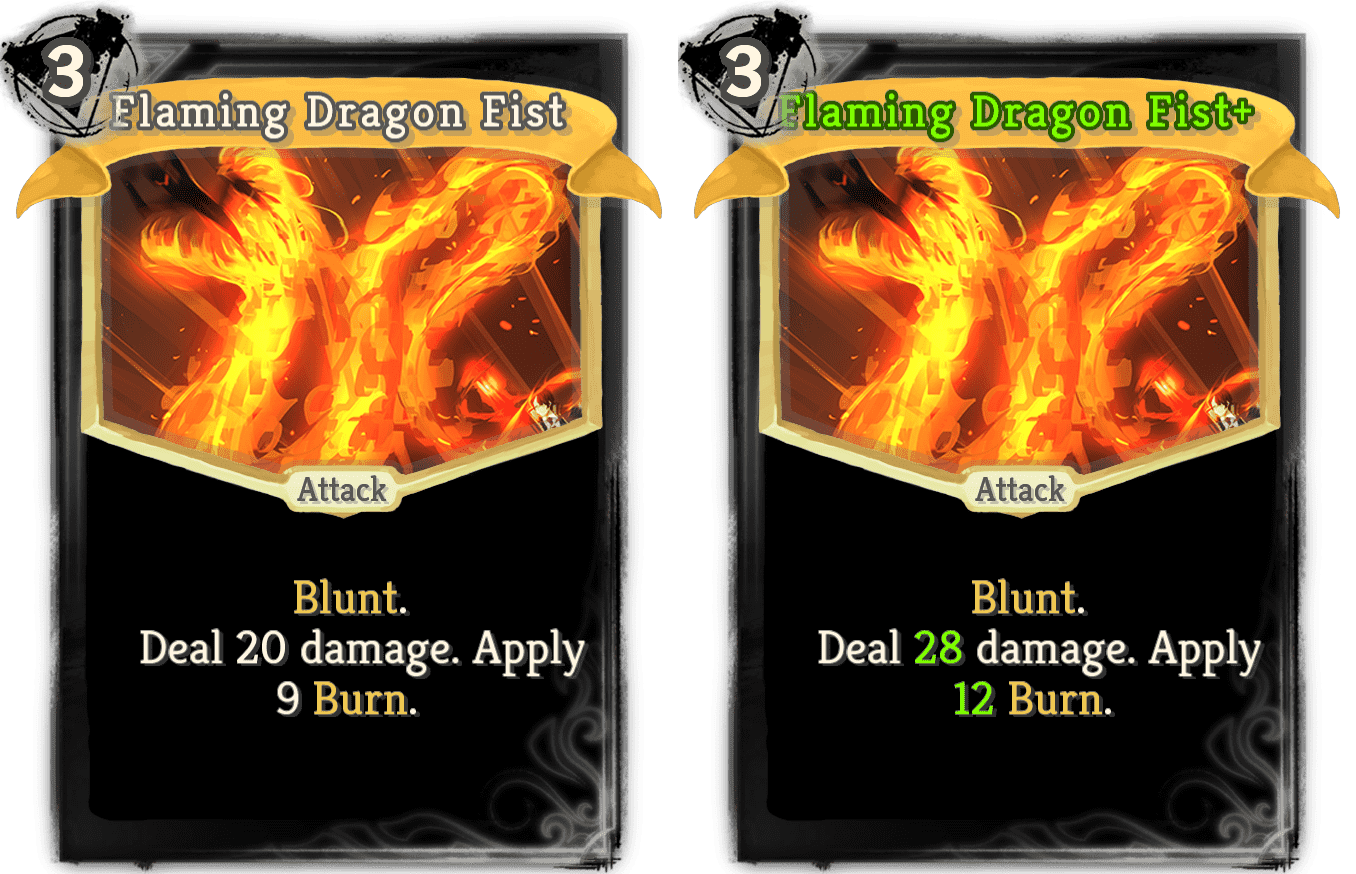 3
Flaming Dragon Fist
Attack
Blunt.
Deal 20 damage. Apply
9 Burn.
3
Flaming Dragon Fist+
Attack
Blunt.
Deal 28 damage. Apply
12 Burn.